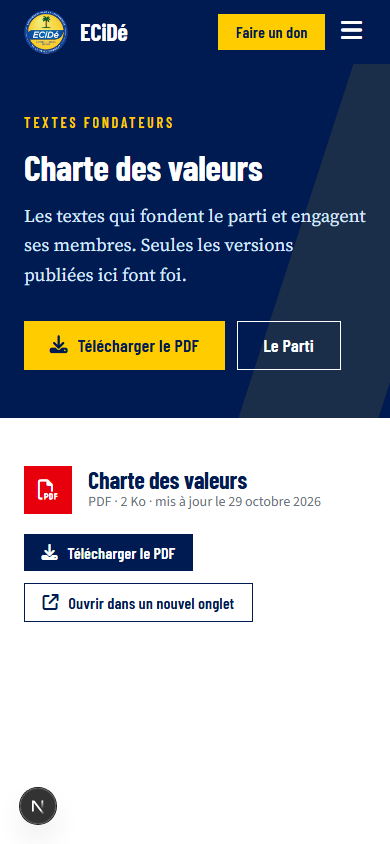 ECiDé
ECiDé
Faire un don
TEXTES FONDATEURS
Charte des valeurs
Les textes qui fondent le parti et engagent
ses membres. Seules les versions
publiées ici font foi.
Télécharger le PDF
Le Parti
PDF
Charte des valeurs
PDF · 2 Ko · mis à jour le 29 octobre 2026
Télécharger le PDF
Ouvrir dans un nouvel onglet
N